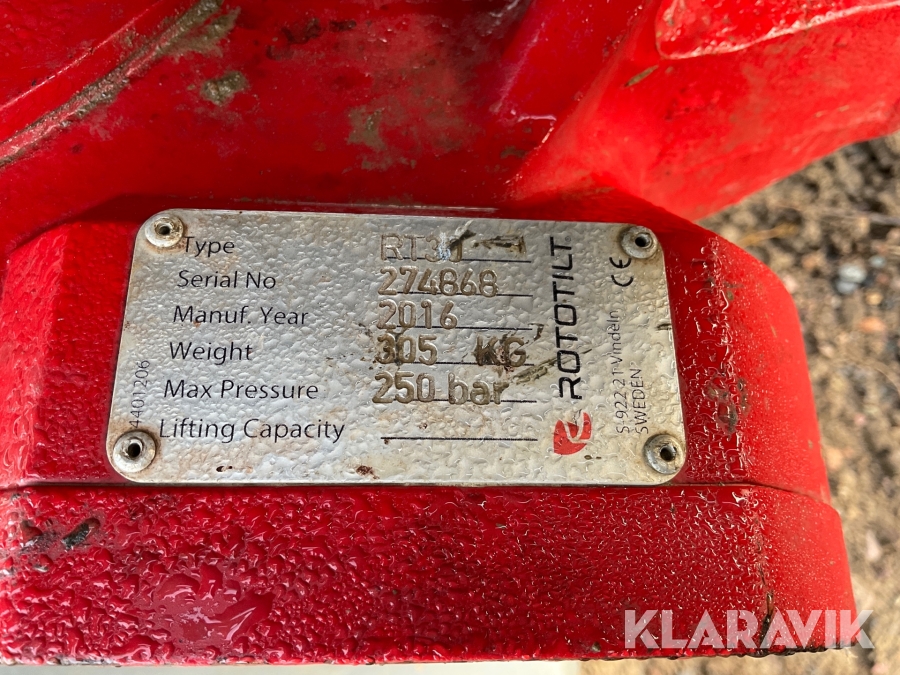 Type
Serial No 274868
Manuf. Year 2016
Weight 305 KG
Max Pressure 250 bar
Lifting Capacity
4401206
ROTOTILT
CE
S-922 21 Vindeln
SWEDEN
KLARAVIK